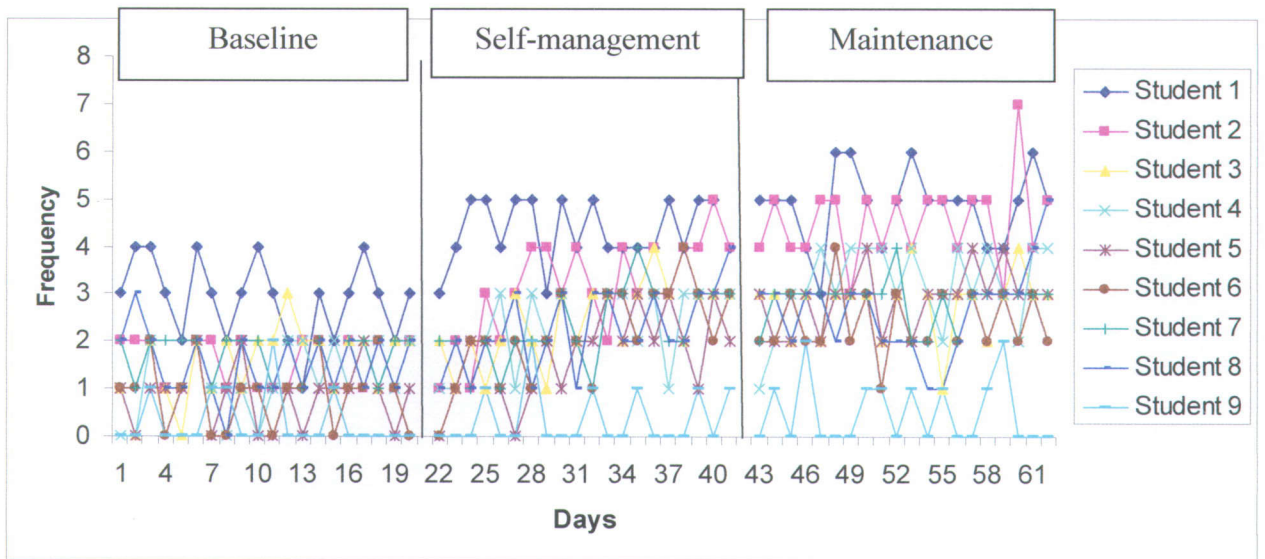 Baseline
Self-management
Maintenance
8
7
6
5
4
3
2
1
0
Frequency
1 4 7 10 13 16 19 22 25 28 31 34 37 40 43 46 49 52 55 58 61
Days
Student 1
Student 2
Student 3
Student 4
Student 5
Student 6
Student 7
Student 8
Student 9